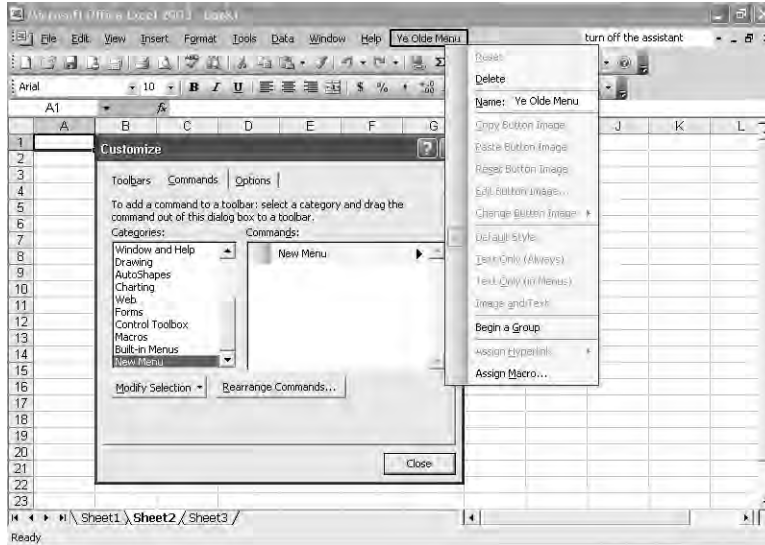 Microsoft Office Excel 2003 - Book1
File Edit View Insert Format Tools Data Window Help Ye Olde Menu turn off the assistant
Arial 10 B I U $ %
A1 fx
A B C D E F G J K L
Customize
Toolbars Commands Options
To add a command to a toolbar: select a category and drag the
command out of this dialog box to a toolbar.
Categories: Commands:
Window and Help
Drawing
AutoShapes
Charting
Web
Forms
Control Toolbox
Macros
Built-in Menus
New Menu
New Menu
Modify Selection Rearrange Commands...
Close
Reset
Delete
Name: Ye Olde Menu
Copy Button Image
Paste Button Image
Reset Button Image
Edit Button Image...
Change Button Image
Default Style
Text Only (Always)
Text Only (in Menus)
Image and Text
Begin a Group
Assign Hyperlink
Assign Macro...
1
2
3
4
5
6
7
8
9
10
11
12
13
14
15
16
17
18
19
20
21
22
23
Sheet1 Sheet2 Sheet3
Ready